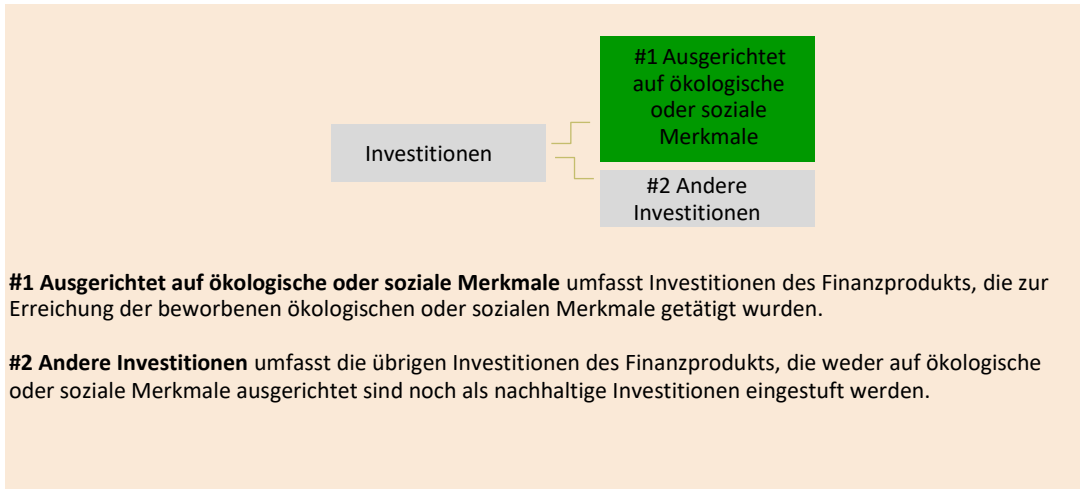 #1 Ausgerichtet
auf ökologische
oder soziale
Merkmale
Investitionen
#2 Andere
Investitionen
#1 Ausgerichtet auf ökologische oder soziale Merkmale umfasst Investitionen des Finanzprodukts, die zur
Erreichung der beworbenen ökologischen oder sozialen Merkmale getätigt wurden.
#2 Andere Investitionen umfasst die übrigen Investitionen des Finanzprodukts, die weder auf ökologische
oder soziale Merkmale ausgerichtet sind noch als nachhaltige Investitionen eingestuft werden.